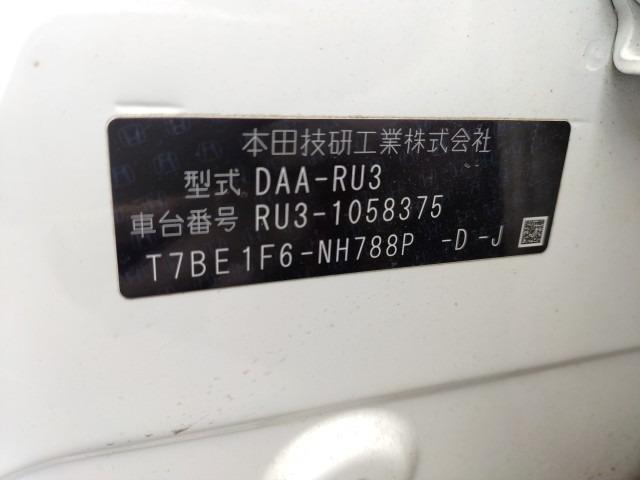 本田技研工業株式会社
型式 DAA-RU3
車台番号 RU3-1058375
T7BE1F6-NH788P -D-J